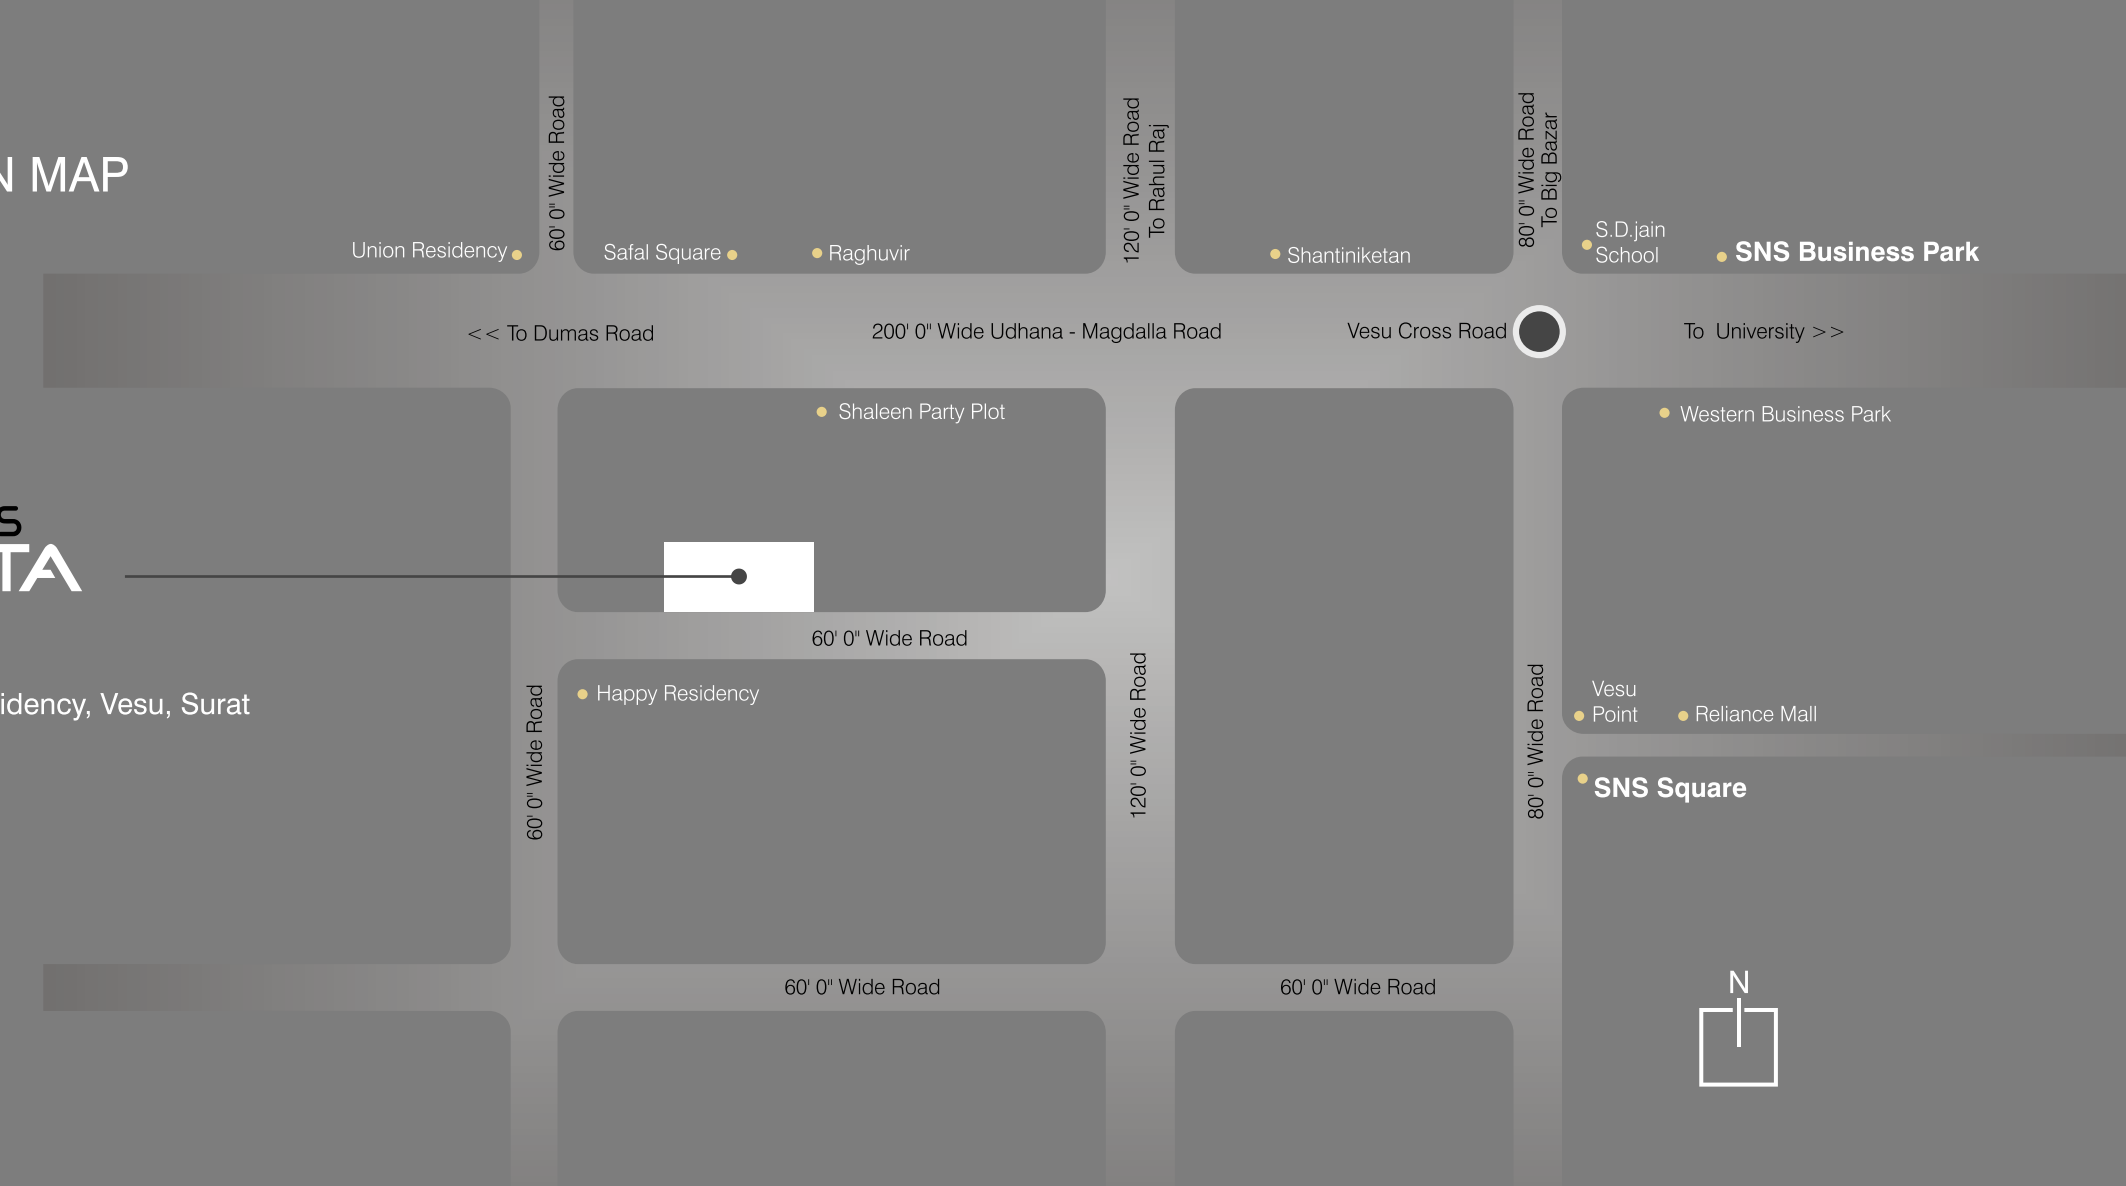 60' 0" Wide Road
120' 0" Wide Road
To Rahul Raj
80' 0" Wide Road
To Big Bazar
N MAP
Union Residency
Safal Square
Raghuvir
Shantiniketan
S.D.jain
School
SNS Business Park
<< To Dumas Road
200' 0" Wide Udhana - Magdalla Road
Vesu Cross Road
To University >>
Shaleen Party Plot
Western Business Park
S
TA
60' 0" Wide Road
idency, Vesu, Surat
Happy Residency
60' 0" Wide Road
120' 0" Wide Road
80' 0" Wide Road
Vesu
Point
Reliance Mall
SNS Square
60' 0" Wide Road
60' 0" Wide Road
N